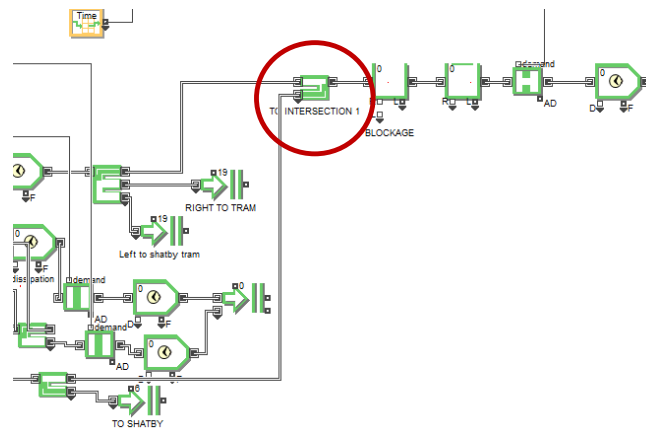 Time
0
0
demand
0
TO INTERSECTION 1
R
L
R
L
AD
D
F
L
BLOCKAGE
19
F
RIGHT TO TRAM
19
F
Left to shatby tram
dissipation
demand
0
0
AD
D
F
demand
0
AD
6
TO SHATBY